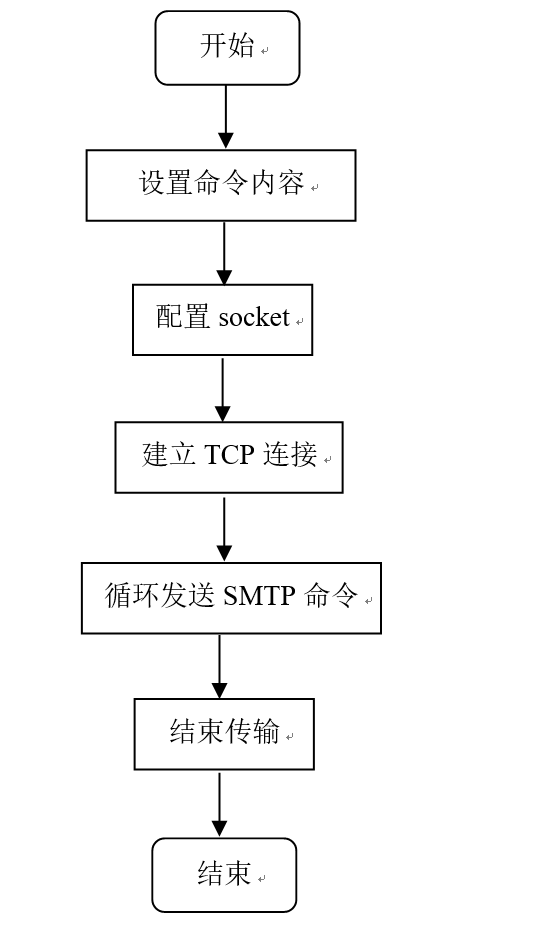 开始
设置命令内容
配置 socket
建立 TCP 连接
循环发送 SMTP 命令
结束传输
结束